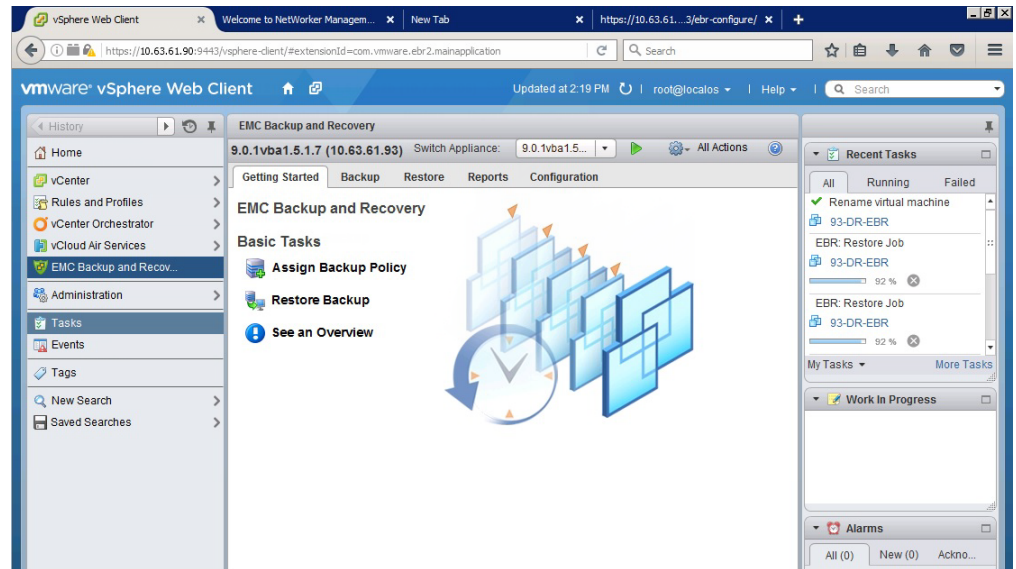 vSphere Web Client
Welcome to NetWorker Managem...
New Tab
https://10.63.61....3/ebr-configure/
https://10.63.61.90:9443/vsphere-client/#extensionId=com.vmware.ebr2.mainapplication
Search
vmware® vSphere Web Client
Updated at 2:19 PM
root@localos
Help
Search
History
Home
vCenter
Rules and Profiles
vCenter Orchestrator
vCloud Air Services
EMC Backup and Recov...
Administration
Tasks
Events
Tags
New Search
Saved Searches
EMC Backup and Recovery
9.0.1vba1.5.1.7 (10.63.61.93) Switch Appliance: 9.0.1vba1.5... All Actions
Getting Started Backup Restore Reports Configuration
EMC Backup and Recovery
Basic Tasks
Assign Backup Policy
Restore Backup
See an Overview
Recent Tasks
All Running Failed
Rename virtual machine
93-DR-EBR
EBR: Restore Job
93-DR-EBR
92 %
EBR: Restore Job
93-DR-EBR
92 %
My Tasks More Tasks
Work In Progress
Alarms
All (0) New (0) Ackno...